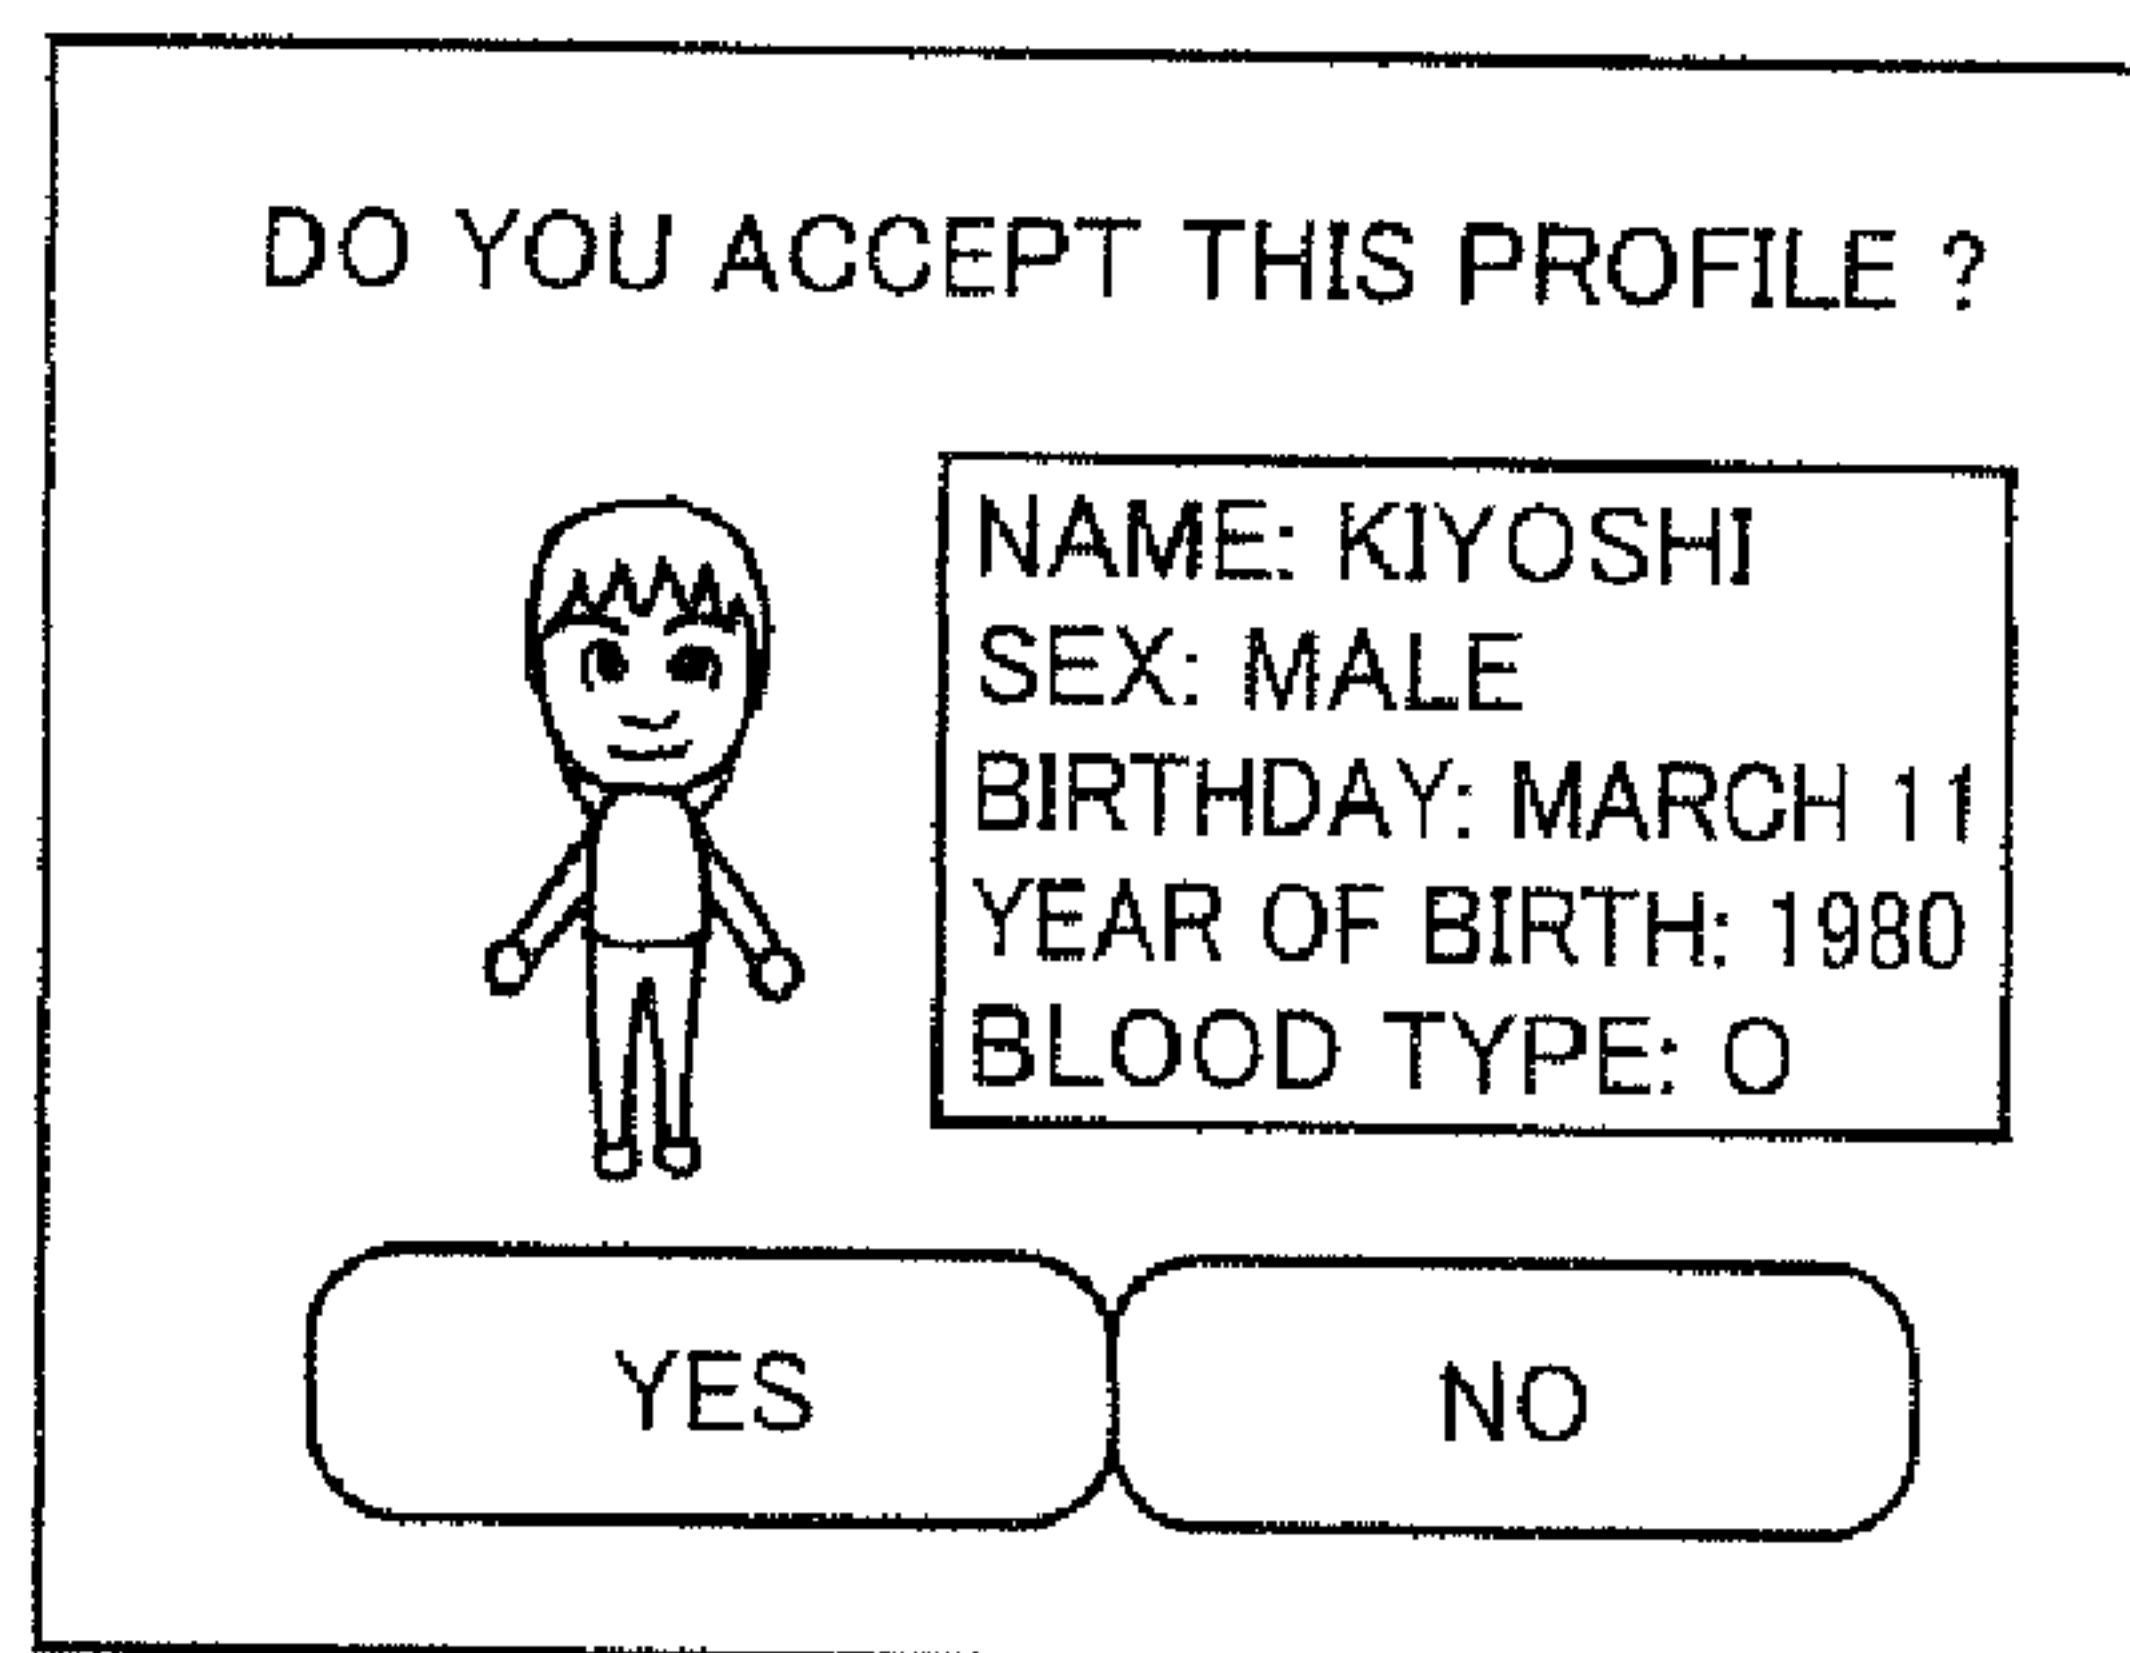 DO YOU ACCEPT THIS PROFILE ?
NAME: KIYOSHI
SEX: MALE
BIRTHDAY: MARCH 11
YEAR OF BIRTH: 1980
BLOOD TYPE: O
YES
NO